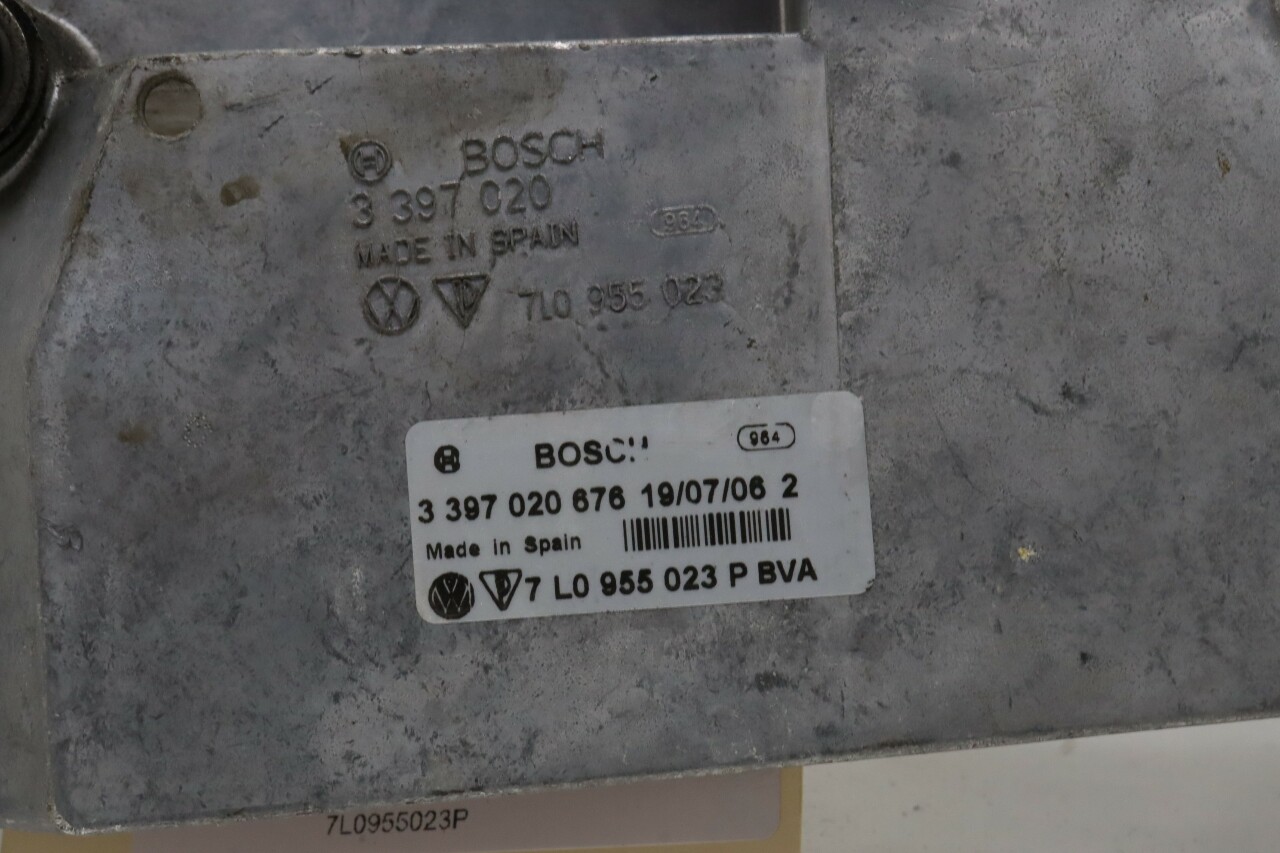 BOSCH
3 397 020
964
MADE IN SPAIN
7L0 955 023
BOSCH
964
3 397 020 676 19/07/06 2
Made in Spain
7 L0 955 023 P BVA
7L0955023P